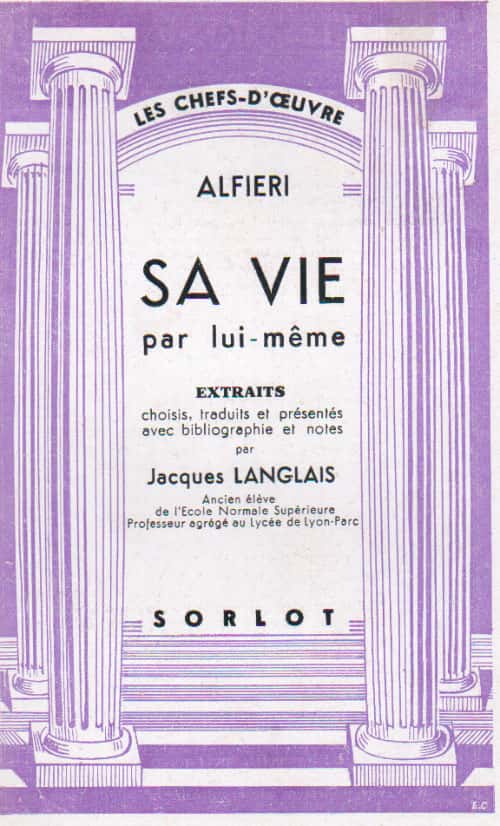 LES CHEFS-D'ŒUVRE
ALFIERI
SA VIE
par lui-même
EXTRAITS
choisis, traduits et présentés
avec bibliographie et notes
par
Jacques LANGLAIS
Ancien élève
de l'Ecole Normale Supérieure
Professeur agrégé au Lycée de Lyon-Parc
SORLOT
E.C